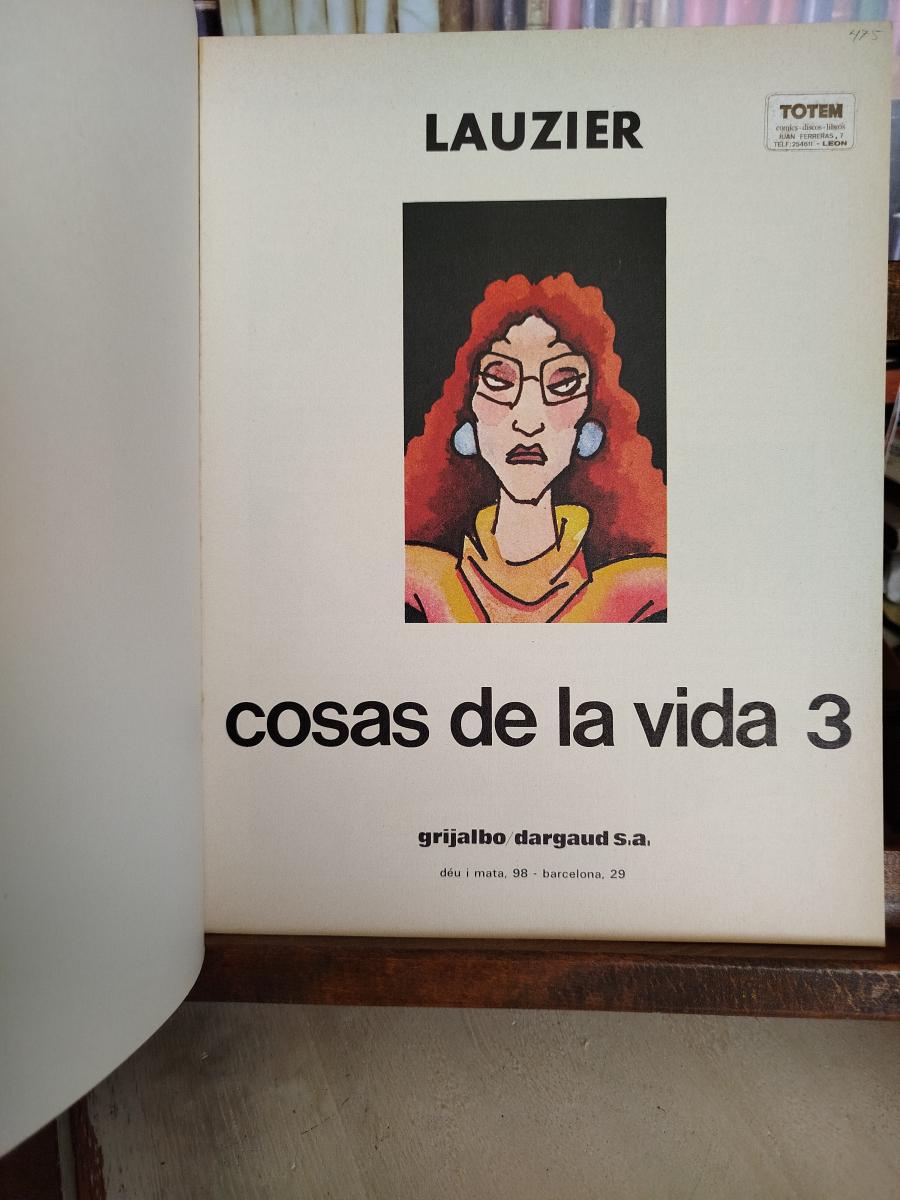 475
LAUZIER
TOTEM
comics-discos-libros
JUAN FERRERAS, 7
TELF: 254611 - LEON
cosas de la vida 3
grijalbo/dargaud s.a.
déu i mata, 98 - barcelona, 29